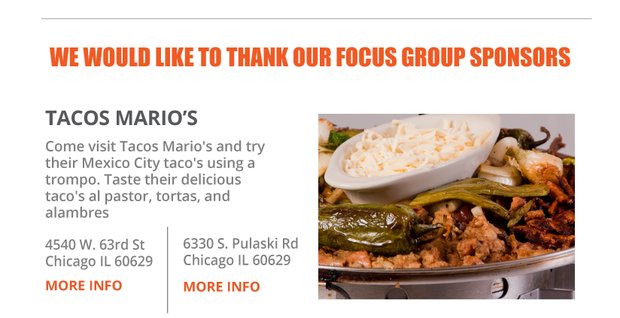 WE WOULD LIKE TO THANK OUR FOCUS GROUP SPONSORS
TACOS MARIO’S
Come visit Tacos Mario's and try
their Mexico City taco's using a
trompo. Taste their delicious
taco's al pastor, tortas, and
alambres
4540 W. 63rd St
Chicago IL 60629
MORE INFO
6330 S. Pulaski Rd
Chicago IL 60629
MORE INFO